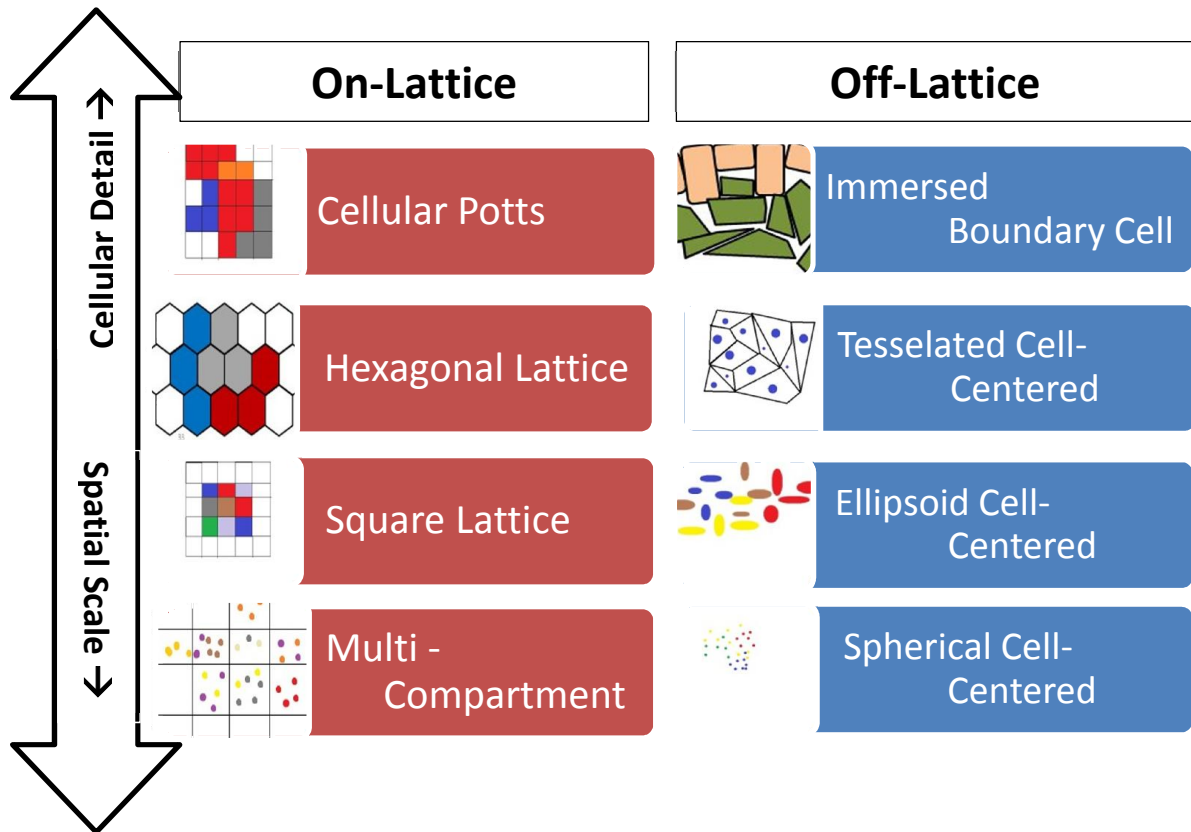 On-Lattice
Off-Lattice
Cellular Detail →
Spatial Scale →
Cellular Potts
Immersed
Boundary Cell
Hexagonal Lattice
Tesselated Cell-
Centered
Square Lattice
Ellipsoid Cell-
Centered
Multi -
Compartment
Spherical Cell-
Centered